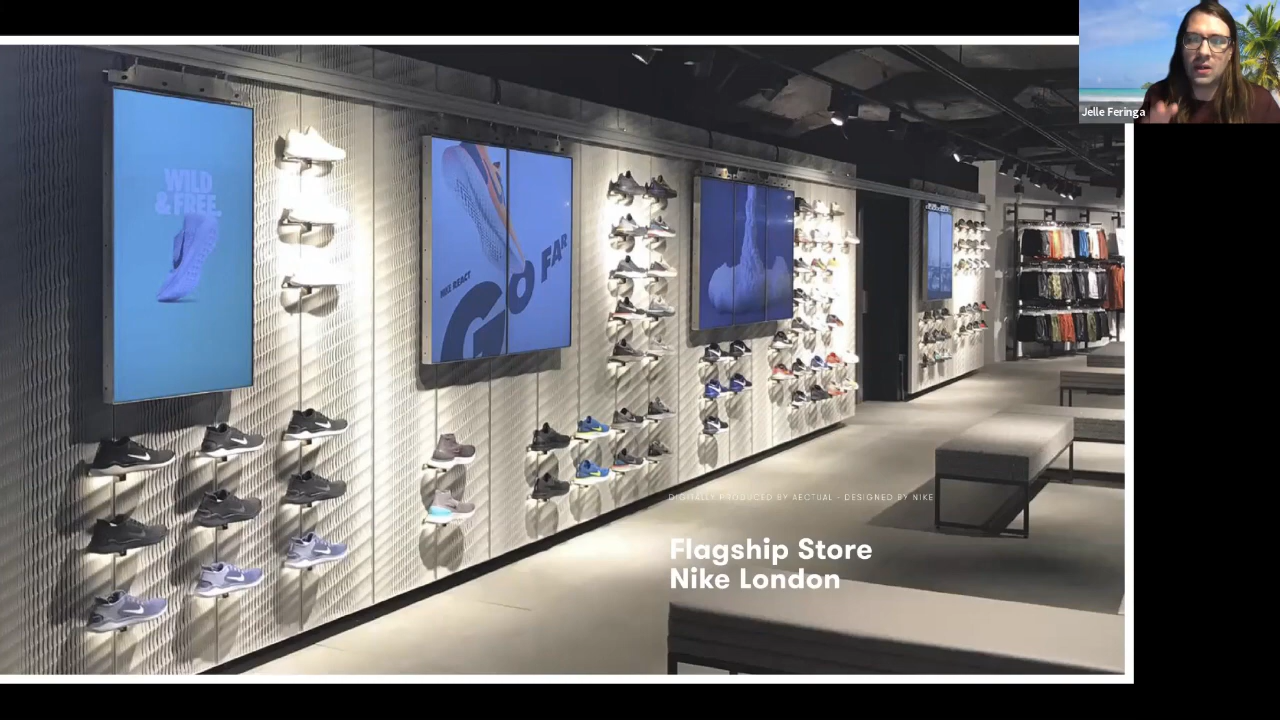 Jelle Feringa
WILD
& FREE.
NIKE REACT
GO FAR
DIGITALLY PRODUCED BY AECTUAL - DESIGNED BY NIKE
Flagship Store
Nike London